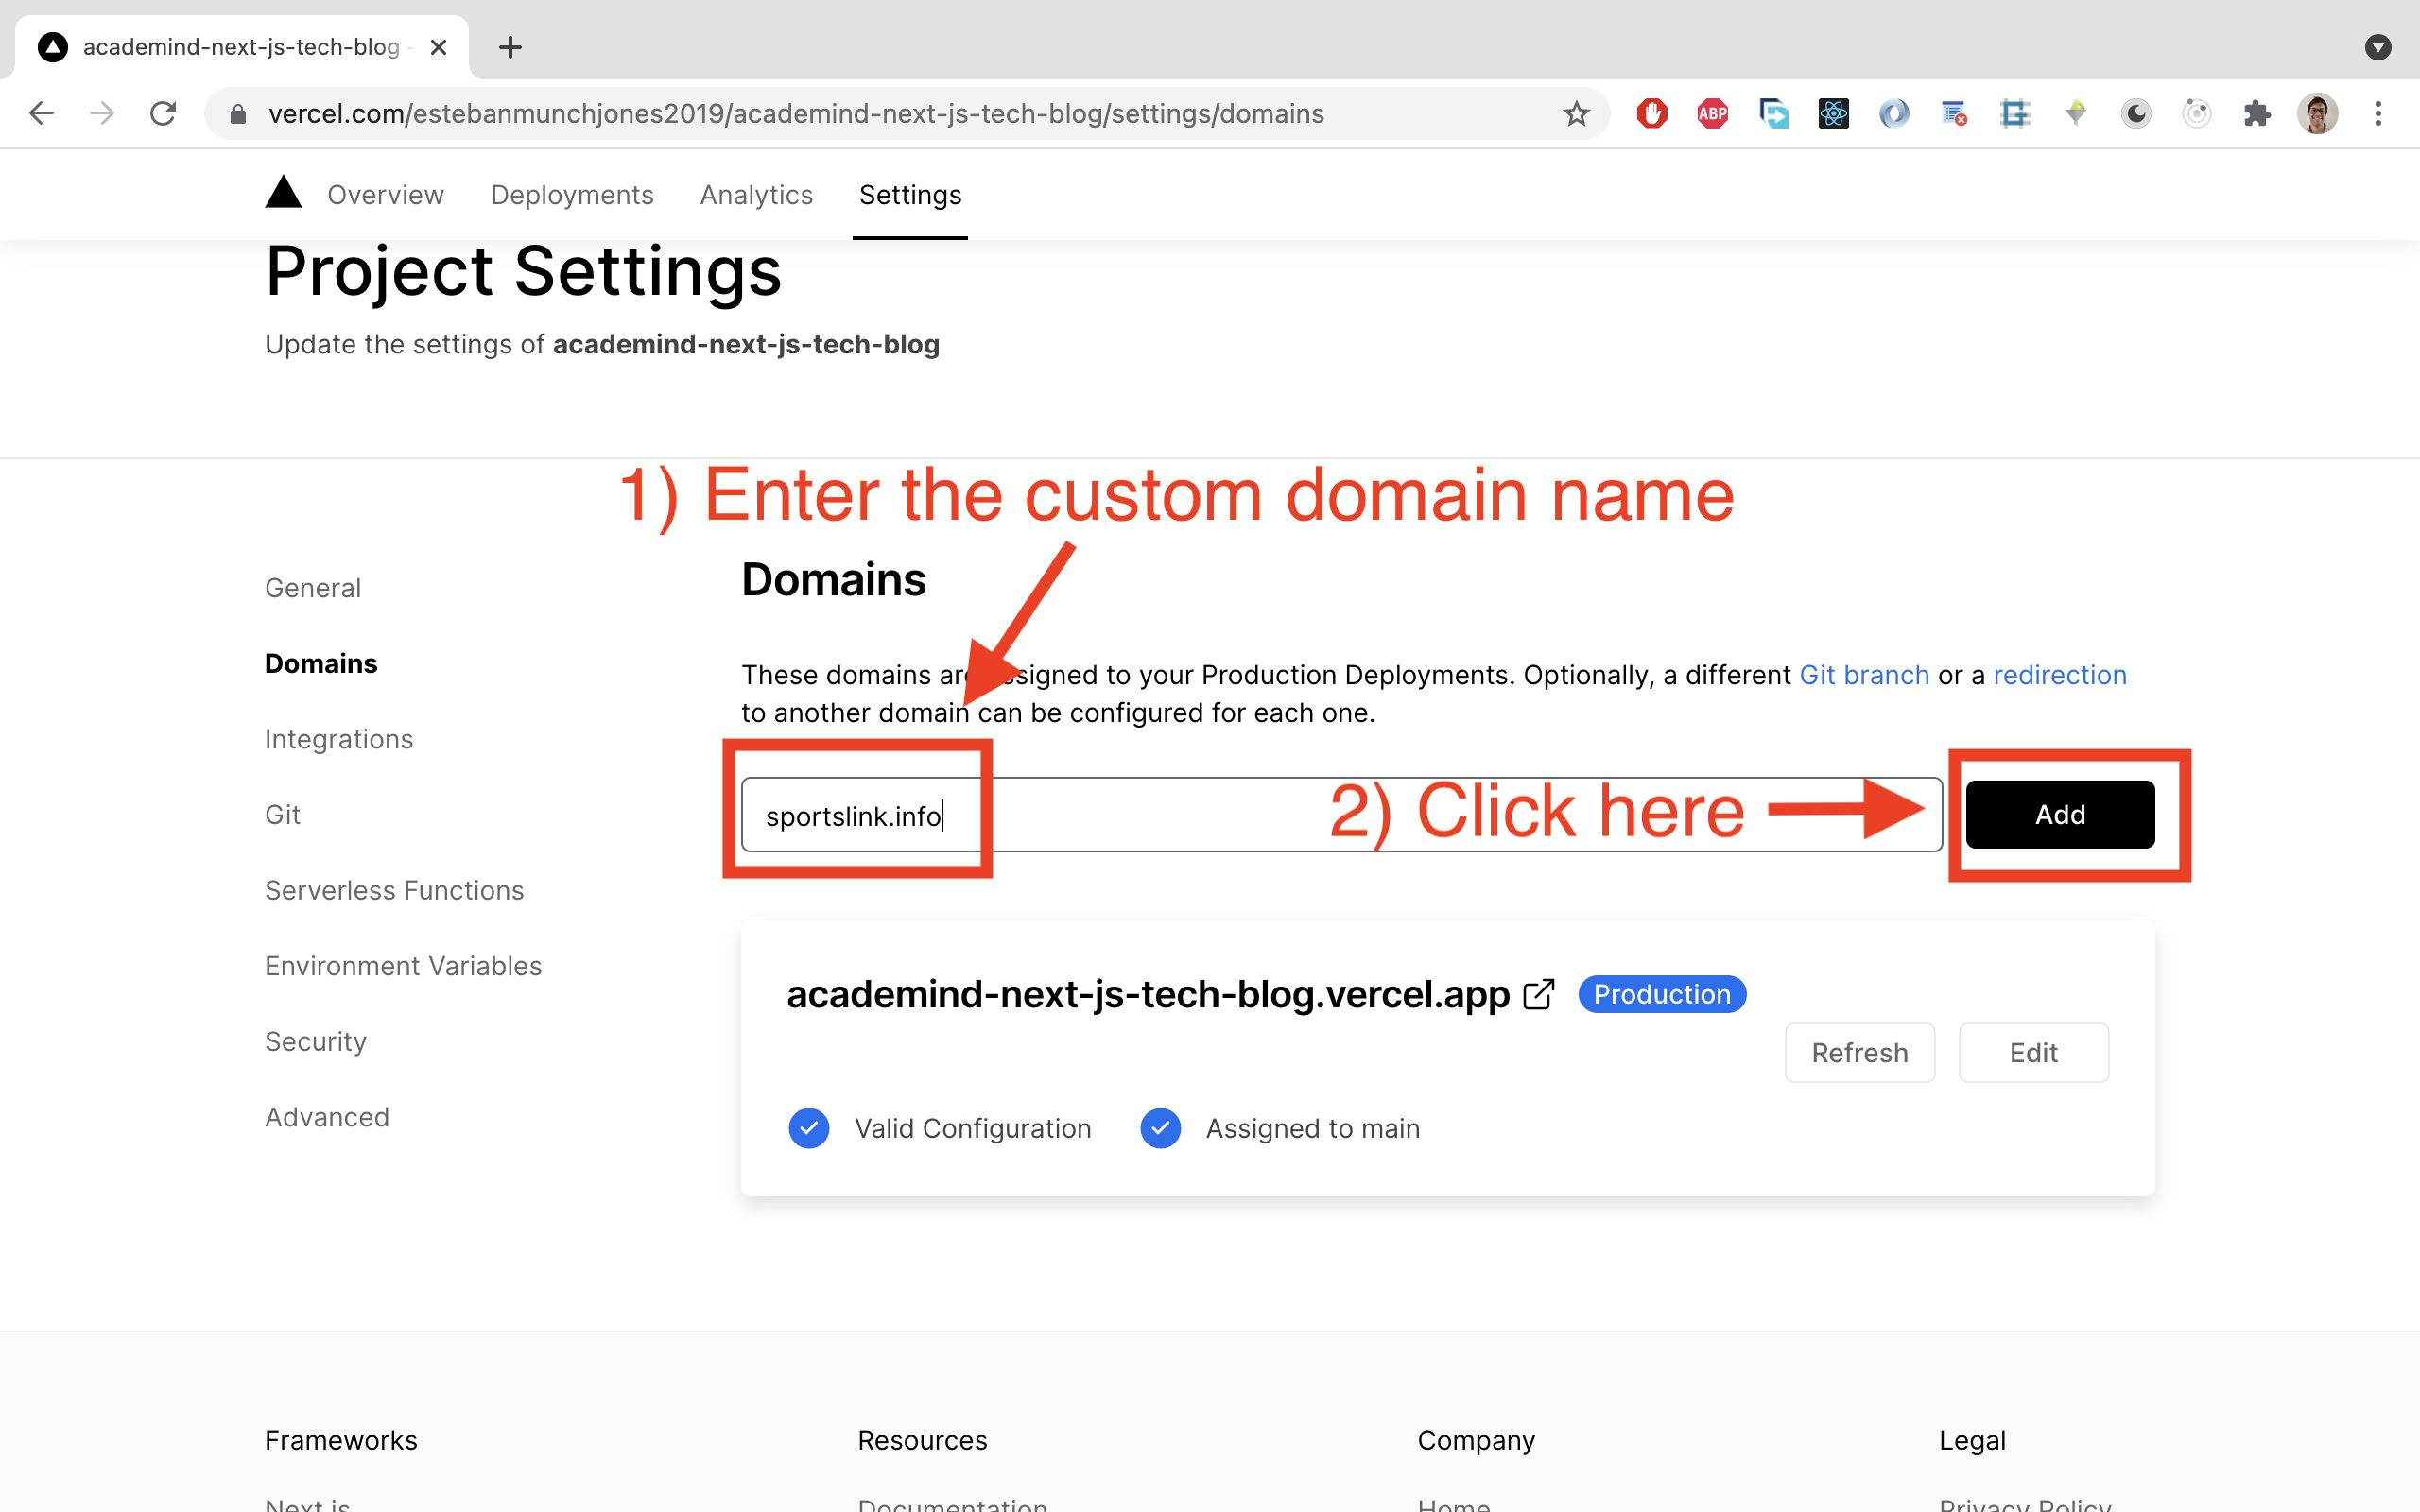 academind-next-js-tech-blog -
vercel.com/estebanmunchjones2019/academind-next-js-tech-blog/settings/domains
ABP
Overview Deployments Analytics Settings
Project Settings
Update the settings of academind-next-js-tech-blog
1) Enter the custom domain name
General
Domains
Integrations
Git
Serverless Functions
Environment Variables
Security
Advanced
Domains
These domains are assigned to your Production Deployments. Optionally, a different Git branch or a redirection
to another domain can be configured for each one.
sportslink.info
2) Click here
Add
academind-next-js-tech-blog.vercel.app Production
Refresh Edit
Valid Configuration Assigned to main
Frameworks Resources Company Legal
Next.js Documentation Home Privacy Policy